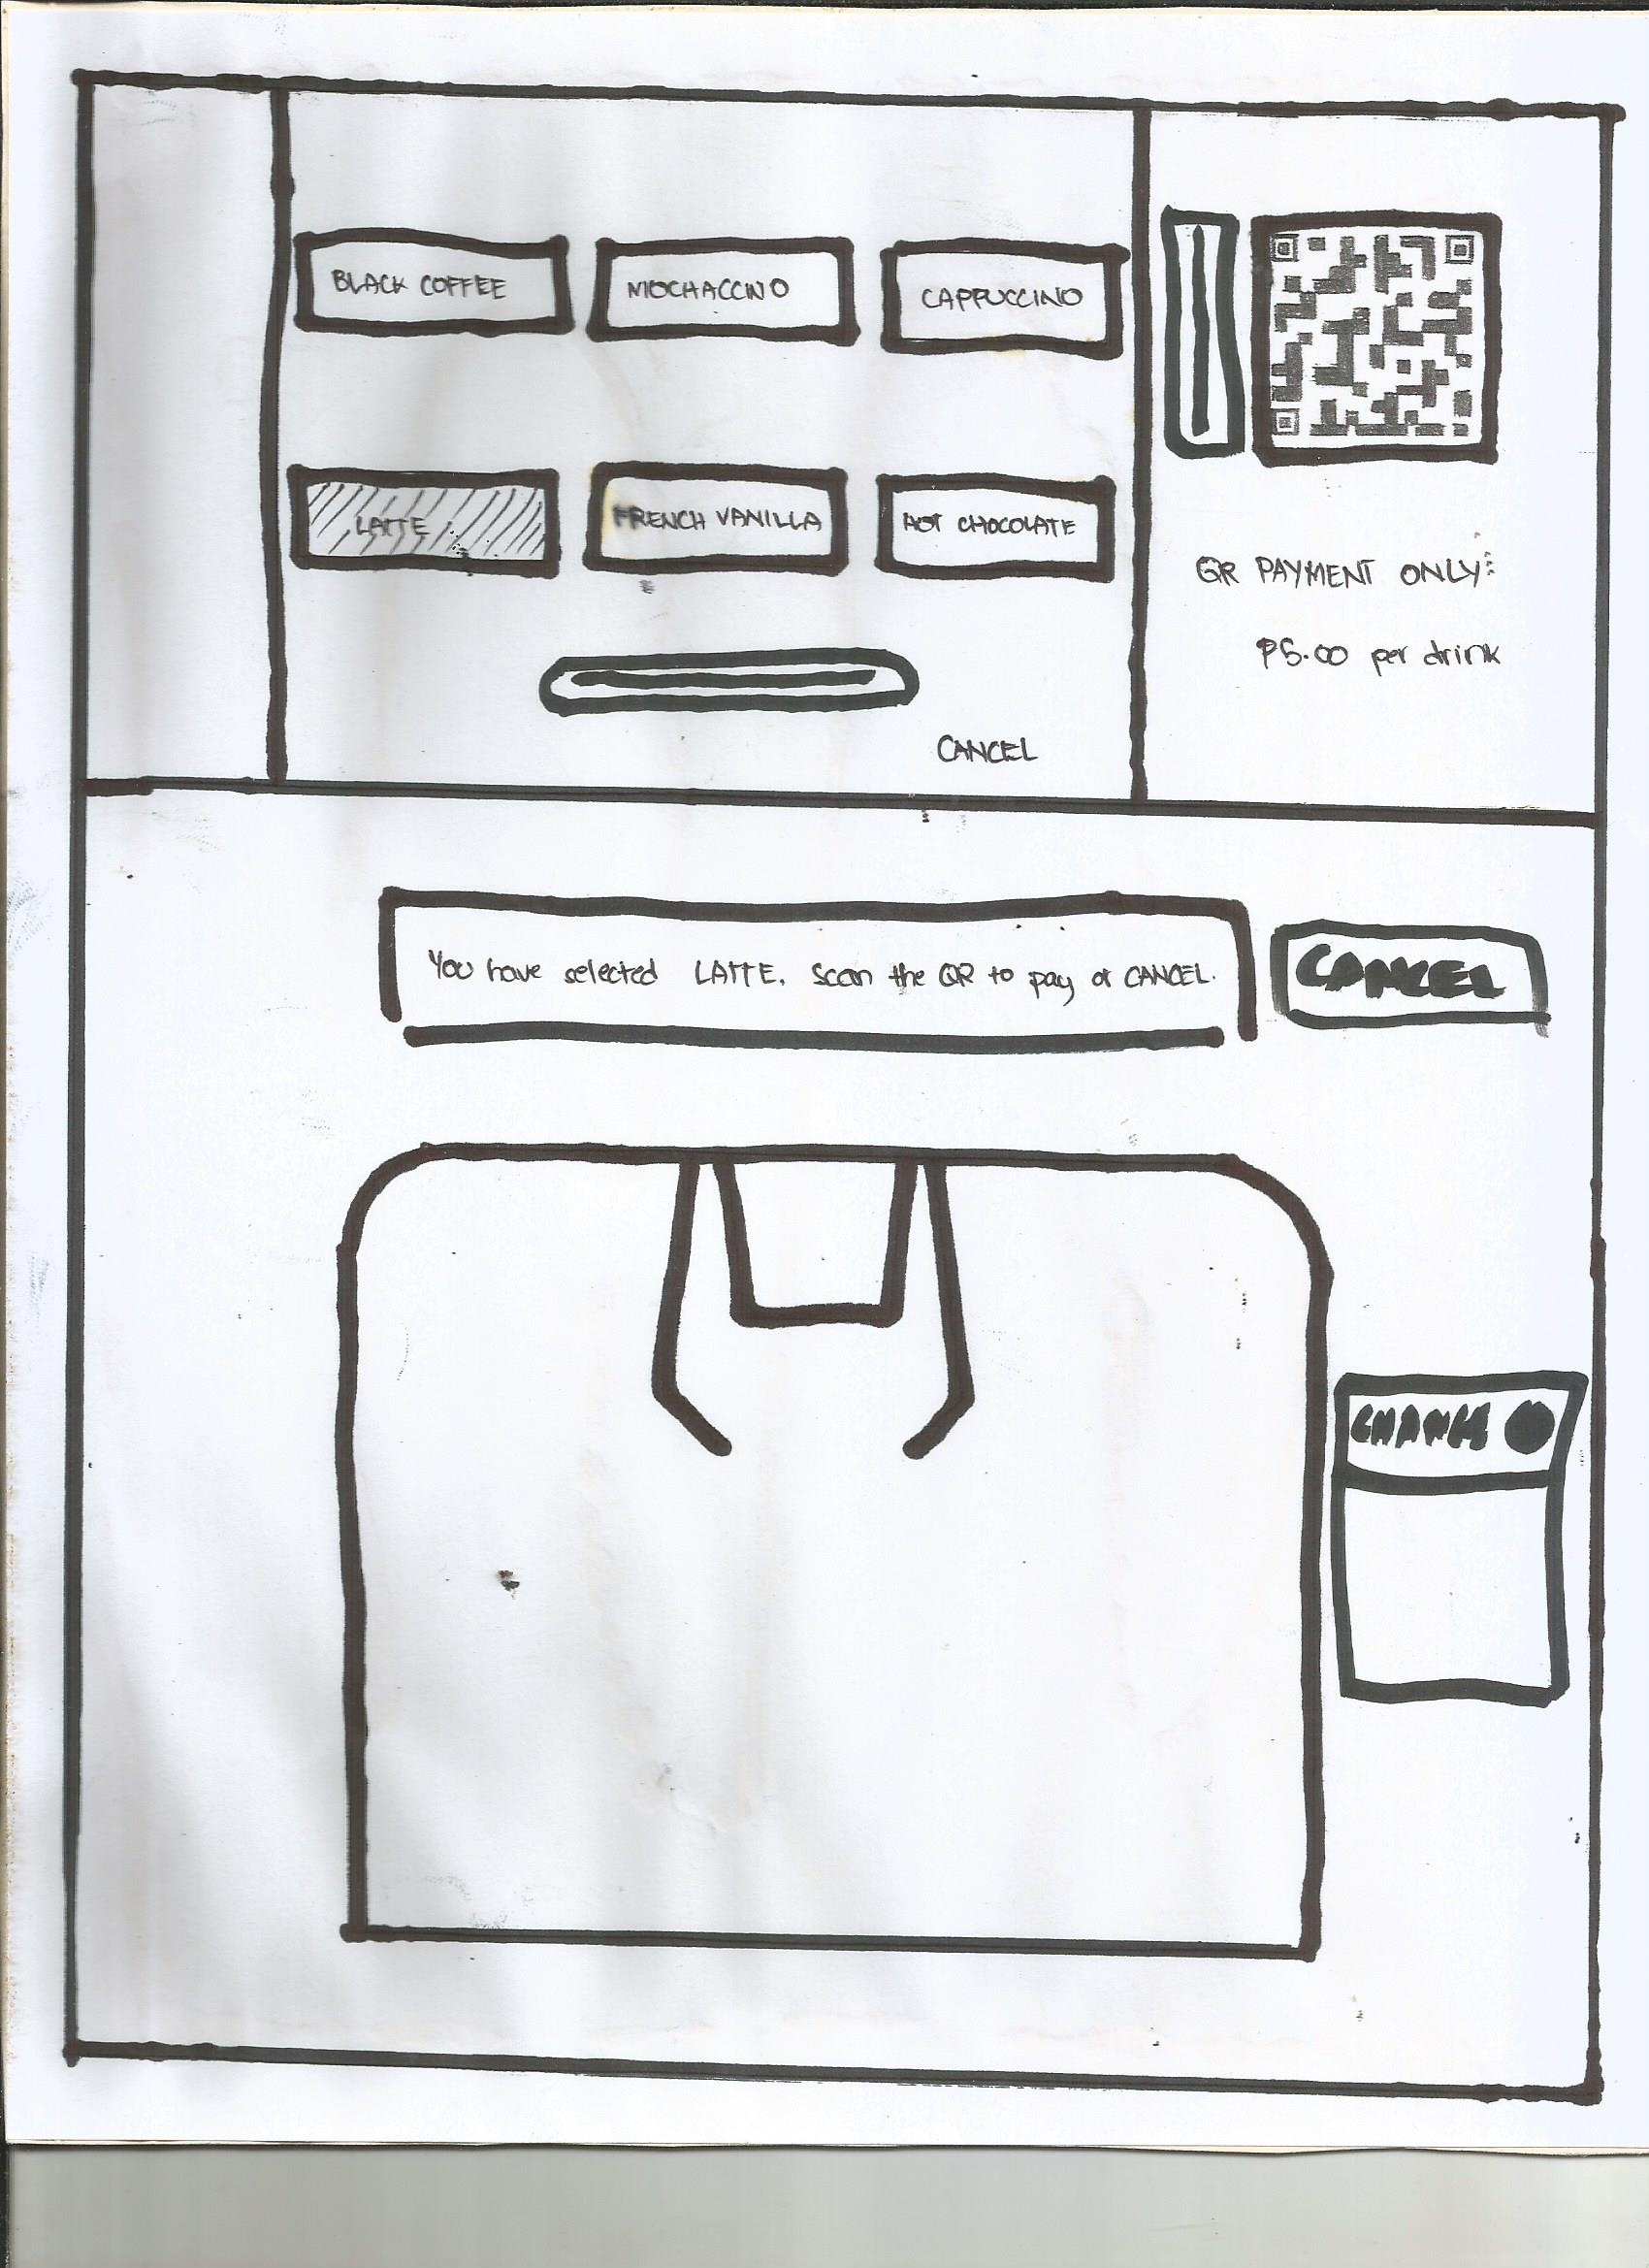 BLACK COFFEE
MOCHACCINO
CAPPUCCINO
LATTE
FRENCH VANILLA
HOT CHOCOLATE
QR PAYMENT ONLY:
₱5.00 per drink
CANCEL
You have selected LATTE. Scan the QR to pay or CANCEL.
CANCEL
CHANGE